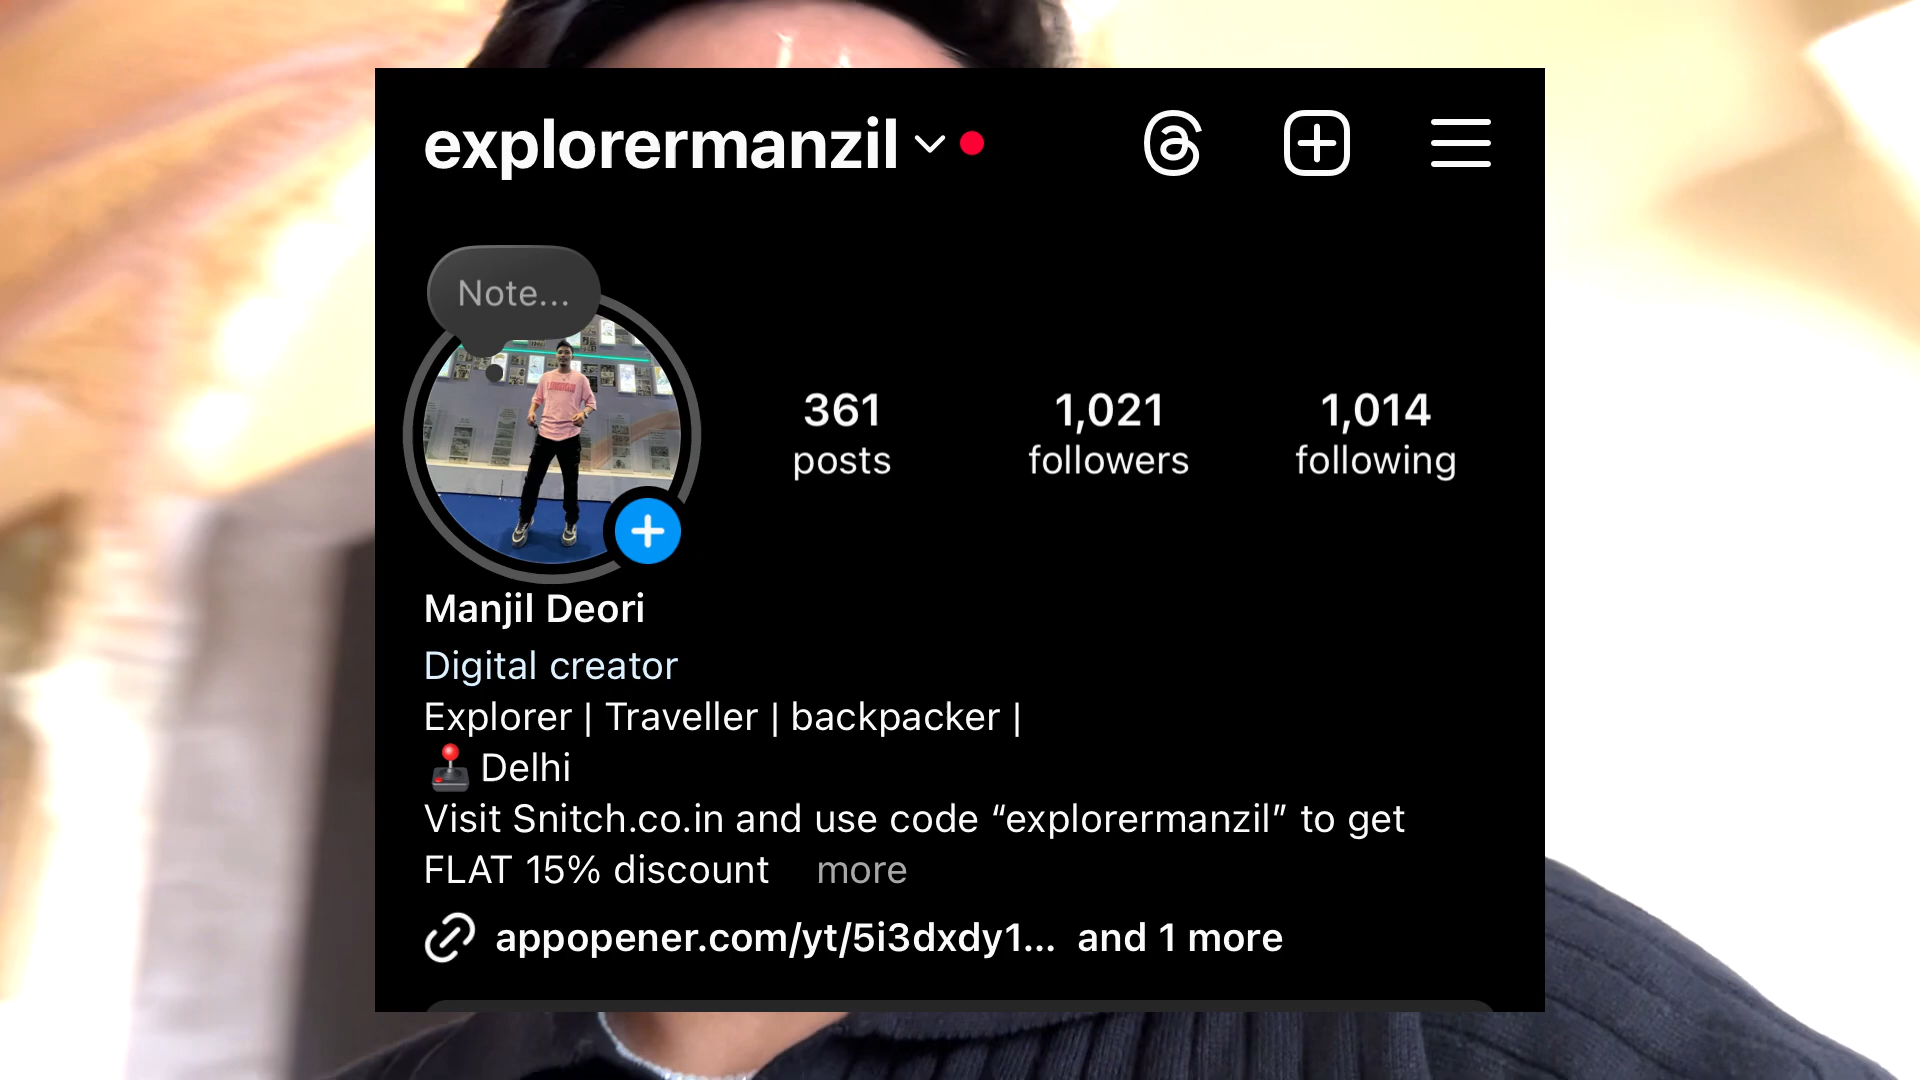 explorermanzil
Note...
361 1,021 1,014
posts followers following
Manjil Deori
Digital creator
Explorer | Traveller | backpacker |
🕹️ Delhi
Visit Snitch.co.in and use code “explorermanzil” to get
FLAT 15% discount more
appopener.com/yt/5i3dxdy1... and 1 more